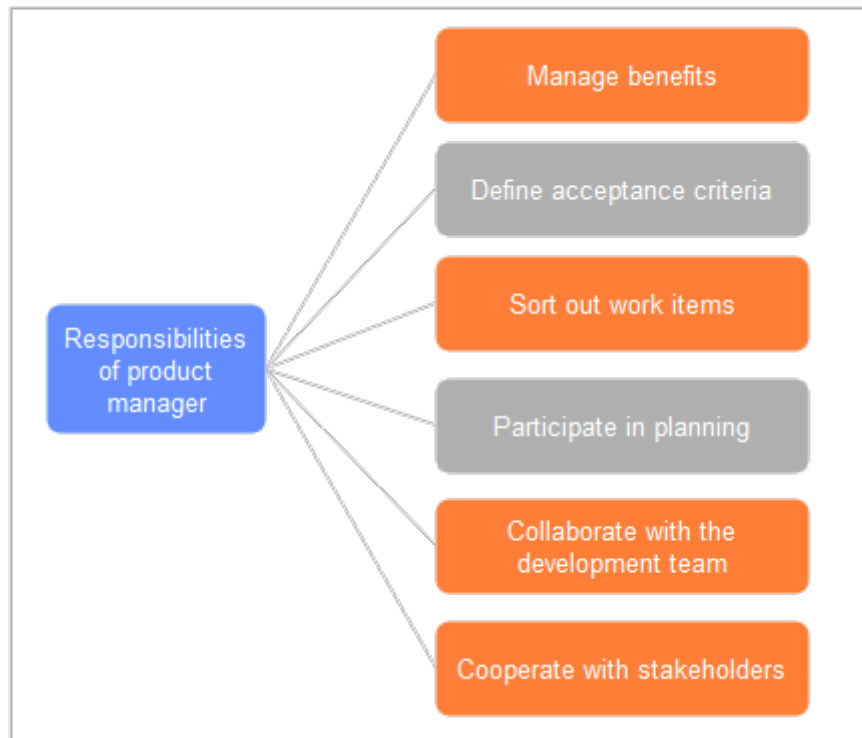 Manage benefits
Define acceptance criteria
Sort out work items
Responsibilities
of product
manager
Participate in planning
Collaborate with the
development team
Cooperate with stakeholders